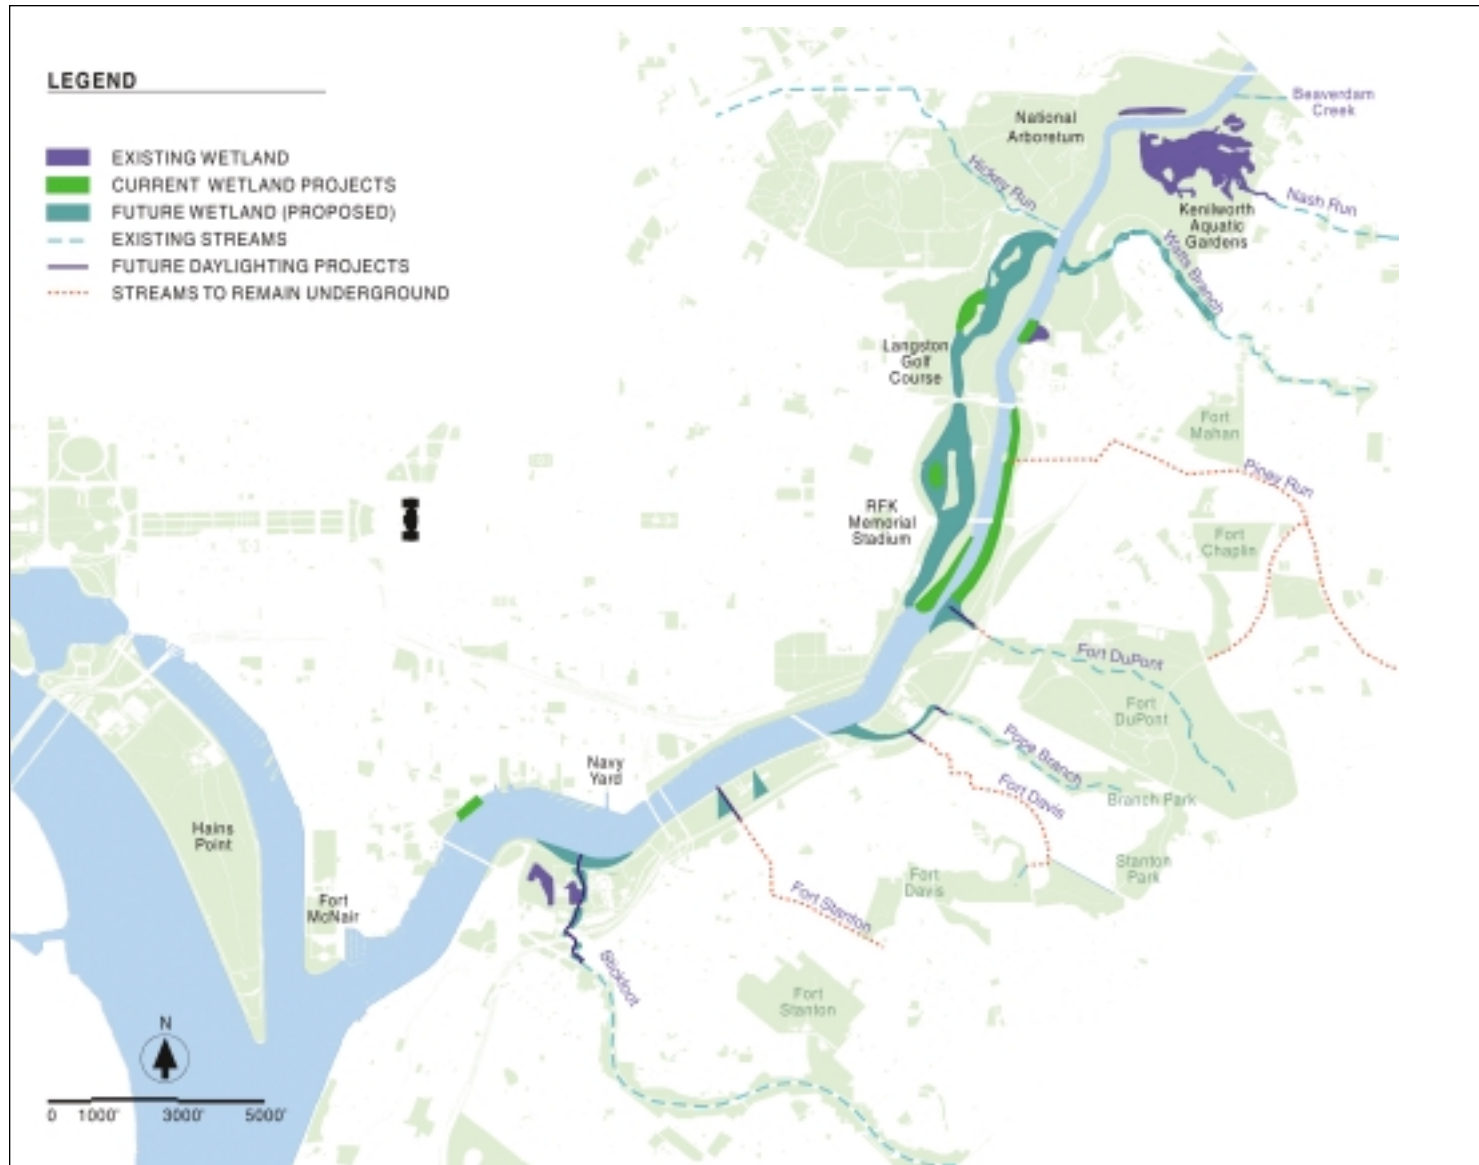 LEGEND
EXISTING WETLAND
CURRENT WETLAND PROJECTS
FUTURE WETLAND (PROPOSED)
EXISTING STREAMS
FUTURE DAYLIGHTING PROJECTS
STREAMS TO REMAIN UNDERGROUND
Beaverdam
Creek
National
Arboretum
Hickey Run
Nash Run
Kenilworth
Aquatic
Gardens
Watts Branch
Langston
Golf
Course
Fort
Mahan
Piney Run
RFK
Memorial
Stadium
Fort
Chaplin
Fort DuPont
Fort
DuPont
Pope Branch
Fort Davis
Branch Park
Navy
Yard
Hains
Point
Stanton
Park
Fort
Davis
Fort
McNair
Fort Stanton
Stickfoot
Fort
Stanton
N
0 1000' 3000' 5000'